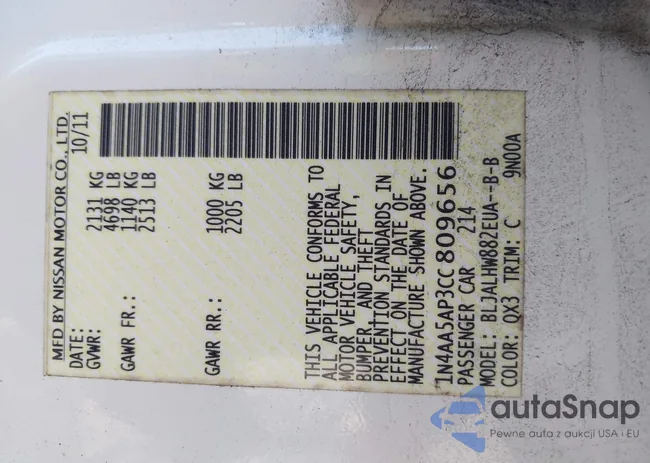 MFD BY NISSAN MOTOR CO., LTD.
DATE: 10/11
GVWR: 2131 KG
4698 LB
GAWR FR.: 1140 KG
2513 LB
GAWR RR.: 1000 KG
2205 LB
THIS VEHICLE CONFORMS TO
ALL APPLICABLE FEDERAL
MOTOR VEHICLE SAFETY,
BUMPER, AND THEFT
PREVENTION STANDARDS IN
EFFECT ON THE DATE OF
MANUFACTURE SHOWN ABOVE.
1N4AA5AP3CC809656
PASSENGER CAR 214
MODEL: BLJALHW882EUA--B-B
COLOR: QX3 TRIM: C 9N00A
autaSnap
Pewne auta z aukcji USA i EU